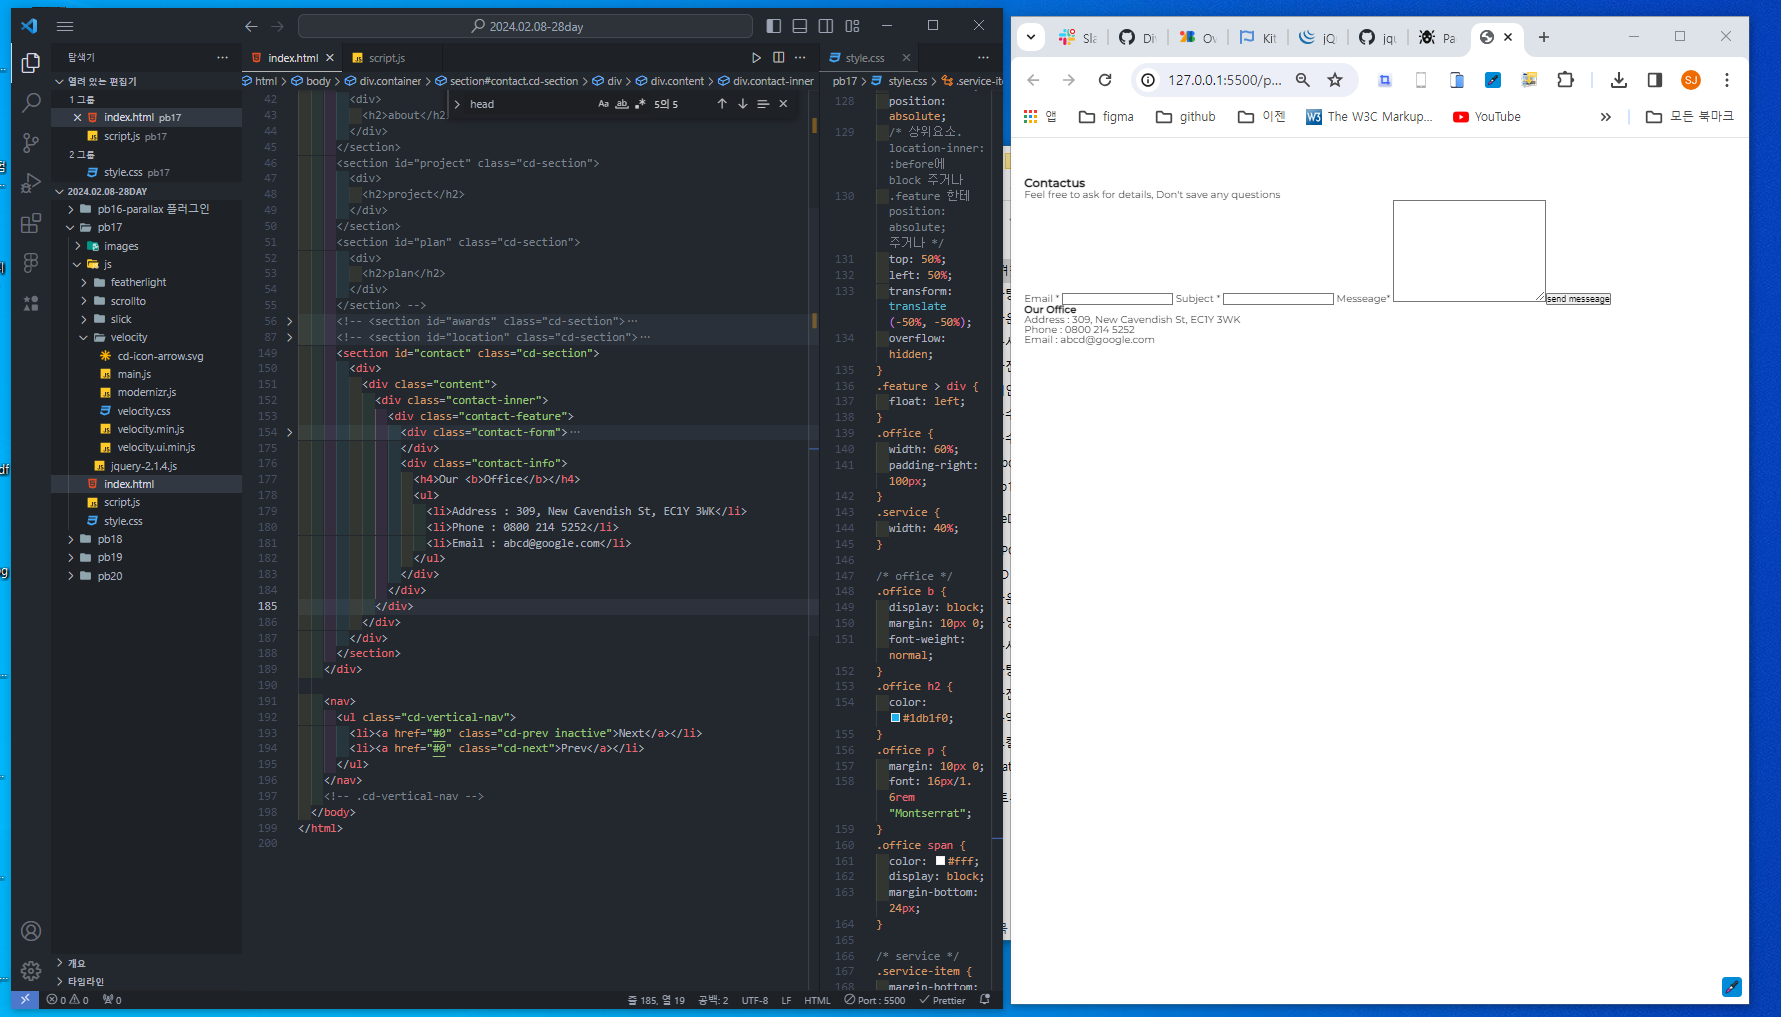 2024.02.08-28day
탐색기
열려 있는 편집기
1 그룹
index.html pb17
script.js pb17
2 그룹
style.css pb17
2024.02.08-28DAY
pb16-parallax 플러그인
pb17
images
js
featherlight
scrollto
slick
velocity
cd-icon-arrow.svg
main.js
modernizr.js
velocity.css
velocity.min.js
velocity.ui.min.js
jquery-2.1.4.js
index.html
script.js
style.css
pb18
pb19
pb20
개요
타임라인
index.html
script.js
html > body > div.container > section#contact.cd-section > div > div.content > div.contact-inner
head
Aa ab 5의 5
42 <div>
43 <h2>about</h2
44 </div>
45 </section>
46 <section id="project" class="cd-section">
47 <div>
48 <h2>project</h2>
49 </div>
50 </section>
51 <section id="plan" class="cd-section">
52 <div>
53 <h2>plan</h2>
54 </div>
55 </section> -->
56 <!-- <section id="awards" class="cd-section">…
87 <!-- <section id="location" class="cd-section">…
149 <section id="contact" class="cd-section">
150 <div>
151 <div class="content">
152 <div class="contact-inner">
153 <div class="contact-feature">
154 <div class="contact-form">…
175 </div>
176 <div class="contact-info">
177 <h4>Our <b>Office</b></h4>
178 <ul>
179 <li>Address : 309, New Cavendish St, EC1Y 3WK</li>
180 <li>Phone : 0800 214 5252</li>
181 <li>Email : abcd@google.com</li>
182 </ul>
183 </div>
184 </div>
185 </div>
186 </div>
187 </div>
188 </section>
189 </div>
190
191 <nav>
192 <ul class="cd-vertical-nav">
193 <li><a href="#0" class="cd-prev inactive">Next</a></li>
194 <li><a href="#0" class="cd-next">Prev</a></li>
195 </ul>
196 </nav>
197 <!-- .cd-vertical-nav -->
198 </body>
199 </html>
200
style.css
pb17 > style.css > .service-ite
128 position:
absolute;
129 /* 상위요소.
location-inner:
:before에
block 주거나
130 .feature 한테
position:
absolute;
주거나 */
131 top: 50%;
132 left: 50%;
133 transform:
translate
(-50%, -50%);
134 overflow:
hidden;
135 }
136 .feature > div {
137 float: left;
138 }
139 .office {
140 width: 60%;
141 padding-right:
100px;
142 }
143 .service {
144 width: 40%;
145 }
146
147 /* office */
148 .office b {
149 display: block;
150 margin: 10px 0;
151 font-weight:
normal;
152 }
153 .office h2 {
154 color:
#1db1f0;
155 }
156 .office p {
157 margin: 10px 0;
158 font: 16px/1.
6rem
"Montserrat";
159 }
160 .office span {
161 color: #fff;
162 display: block;
163 margin-bottom:
24px;
164 }
165
166 /* service */
167 .service-item {
168 margin-bottom:
0 0 0
줄 185, 열 19 공백: 2 UTF-8 LF HTML Port : 5500 Prettier
Sla Di Ov Kit jQ jqu Pa
127.0.0.1:5500/p...
SJ
앱 figma github 이젠 W3 The W3C Markup... YouTube » 모든 북마크
Contactus
Feel free to ask for details, Don't save any questions
Email * Subject * Messeage* send messeage
Our Office
Address : 309, New Cavendish St, EC1Y 3WK
Phone : 0800 214 5252
Email : abcd@google.com